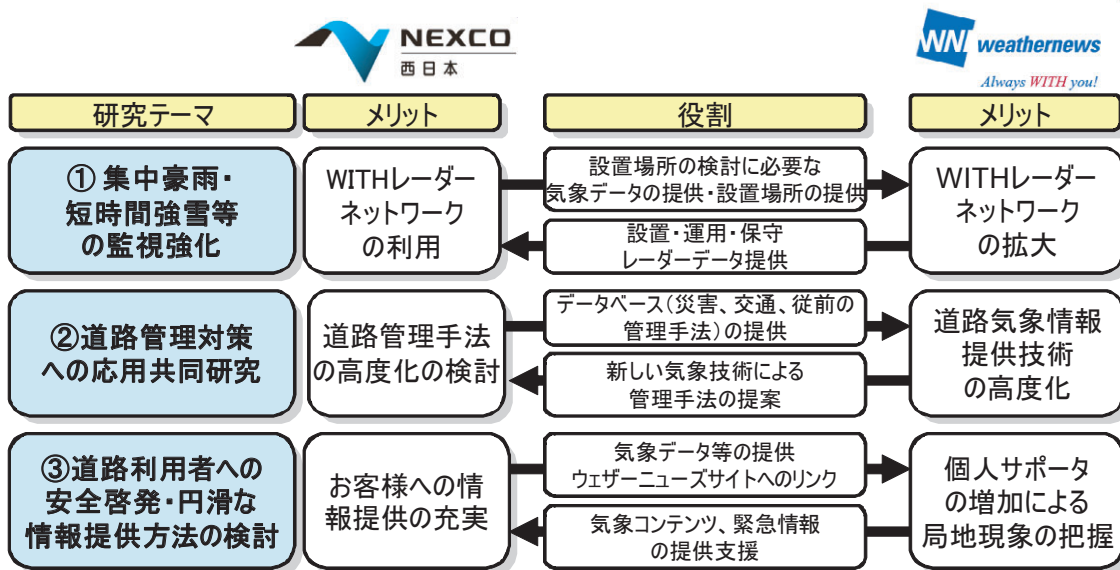 NEXCO
西日本
WNI weathernews
Always WITH you!
研究テーマ
メリット
役割
メリット
① 集中豪雨・
短時間強雪等
の監視強化
WITHレーダー
ネットワーク
の利用
設置場所の検討に必要な
気象データの提供・設置場所の提供
設置・運用・保守
レーダーデータ提供
WITHレーダー
ネットワーク
の拡大
②道路管理対策
への応用共同研究
道路管理手法
の高度化の検討
データベース(災害、交通、従前の
管理手法)の提供
新しい気象技術による
管理手法の提案
道路気象情報
提供技術
の高度化
③道路利用者への
安全啓発・円滑な
情報提供方法の検討
お客様への情
報提供の充実
気象データ等の提供
ウェザーニューズサイトへのリンク
気象コンテンツ、緊急情報
の提供支援
個人サポータ
の増加による
局地現象の把握